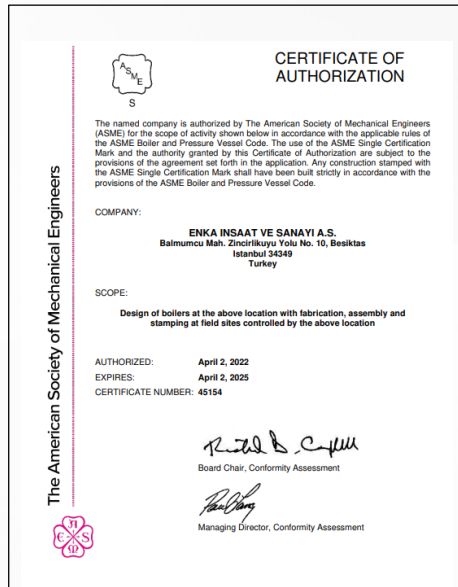 The American Society of Mechanical Engineers
ASME
S
CERTIFICATE OF
AUTHORIZATION
The named company is authorized by The American Society of Mechanical Engineers
(ASME) for the scope of activity shown below in accordance with the applicable rules of
the ASME Boiler and Pressure Vessel Code. The use of the ASME Single Certification
Mark and the authority granted by this Certificate of Authorization are subject to the
provisions of the agreement set forth in the application. Any construction stamped with
the ASME Single Certification Mark shall have been built strictly in accordance with the
provisions of the ASME Boiler and Pressure Vessel Code.
COMPANY:
ENKA INSAAT VE SANAYI A.S.
Balmumcu Mah. Zincirlikuyu Yolu No. 10, Besiktas
Istanbul 34349
Turkey
SCOPE:
Design of boilers at the above location with fabrication, assembly and
stamping at field sites controlled by the above location
AUTHORIZED: April 2, 2022
EXPIRES: April 2, 2025
CERTIFICATE NUMBER: 45154
Board Chair, Conformity Assessment
Managing Director, Conformity Assessment
ASME